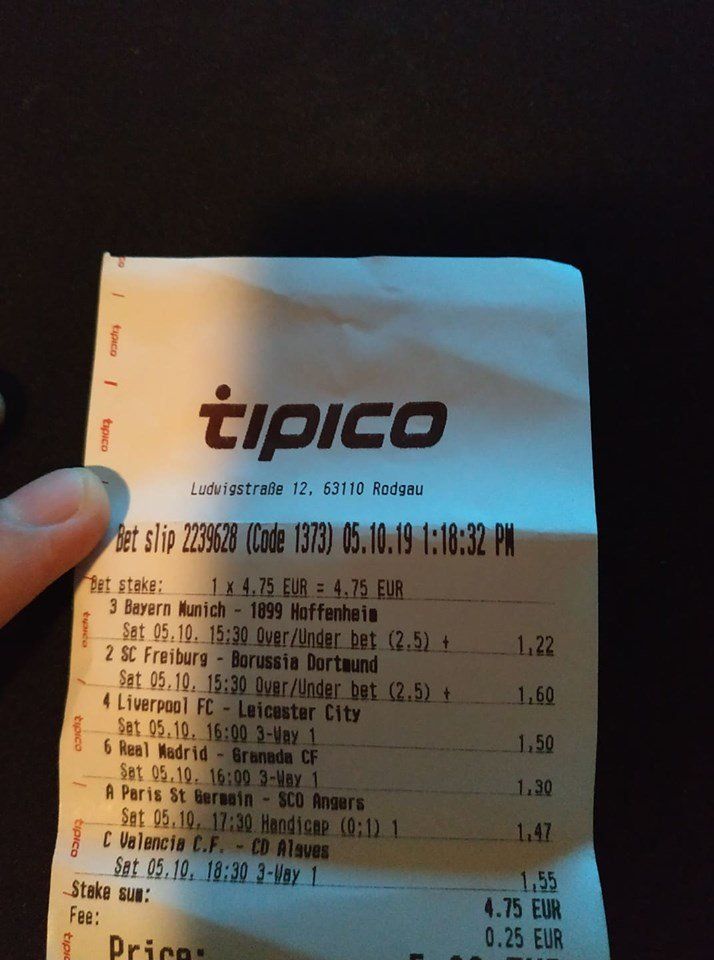 tipico
Ludwigstraße 12, 63110 Rodgau
Bet slip 2239628 (Code 1373) 05.10.19 1:18:32 PM
Bet stake: 1 x 4.75 EUR = 4.75 EUR
3 Bayern Munich - 1899 Hoffenheim
Sat 05.10. 15:30 Over/Under bet (2.5) + 1,22
2 SC Freiburg - Borussia Dortmund
Sat 05.10. 15:30 Over/Under bet (2.5) + 1,60
4 Liverpool FC - Leicester City
Sat 05.10. 16:00 3-Way 1 1,50
6 Real Madrid - Granada CF
Sat 05.10. 16:00 3-Way 1 1,30
A Paris St Germain - SCO Angers
Sat 05.10. 17:30 Handicap (0:1) 1 1,47
C Valencia C.F. - CD Alaves
Sat 05.10. 18:30 3-Way 1 1,55
Stake sum: 4.75 EUR
Fee: 0.25 EUR
Price:
tipico
tipico
tipico
tipico
tipico